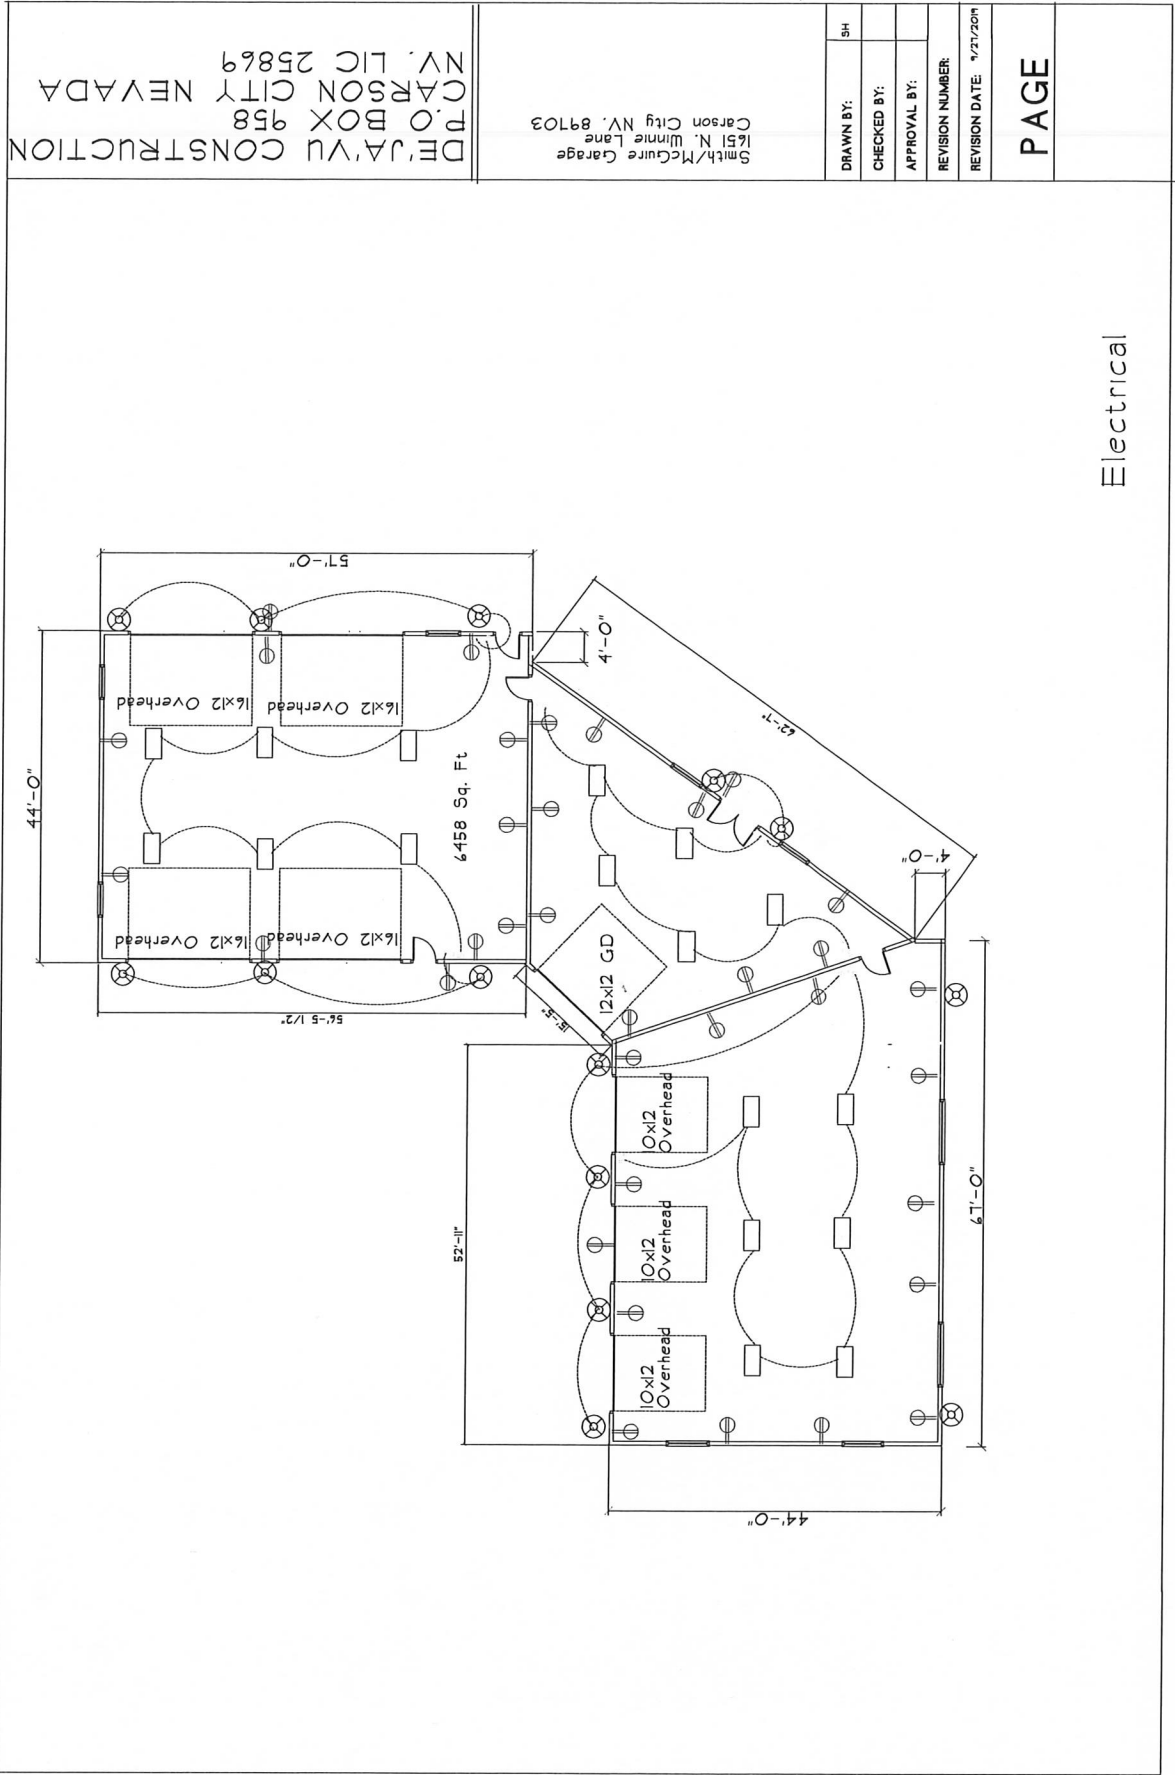 DE'JA'VU CONSTRUCTION
P.O BOX 958
CARSON CITY NEVADA
NV. LIC 25869
Smith/McGuire Garage
1651 N. Winnie Lane
Carson City NV. 89703
DRAWN BY: SH
CHECKED BY:
APPROVAL BY:
REVISION NUMBER:
REVISION DATE: 9/27/2019
PAGE
Electrical
57'-0"
44'-0"
16x12 Overhead
16x12 Overhead
6458 Sq. Ft
16x12 Overhead
16x12 Overhead
56'-5 1/2"
4'-0"
62'-7"
4'-0"
12x12 GD
15'-5"
52'-11"
10x12
Overhead
10x12
Overhead
10x12
Overhead
67'-0"
44'-0"